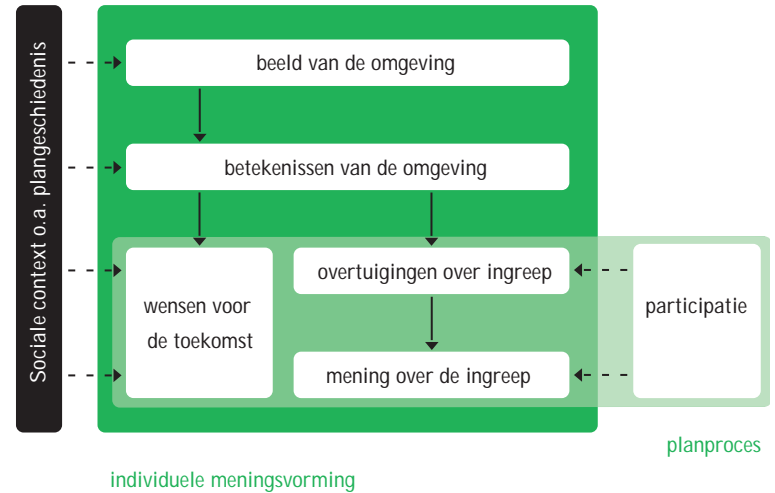 Sociale context o.a. plangeschiedenis
beeld van de omgeving
betekenissen van de omgeving
wensen voor
de toekomst
overtuigingen over ingreep
mening over de ingreep
participatie
planproces
individuele meningsvorming